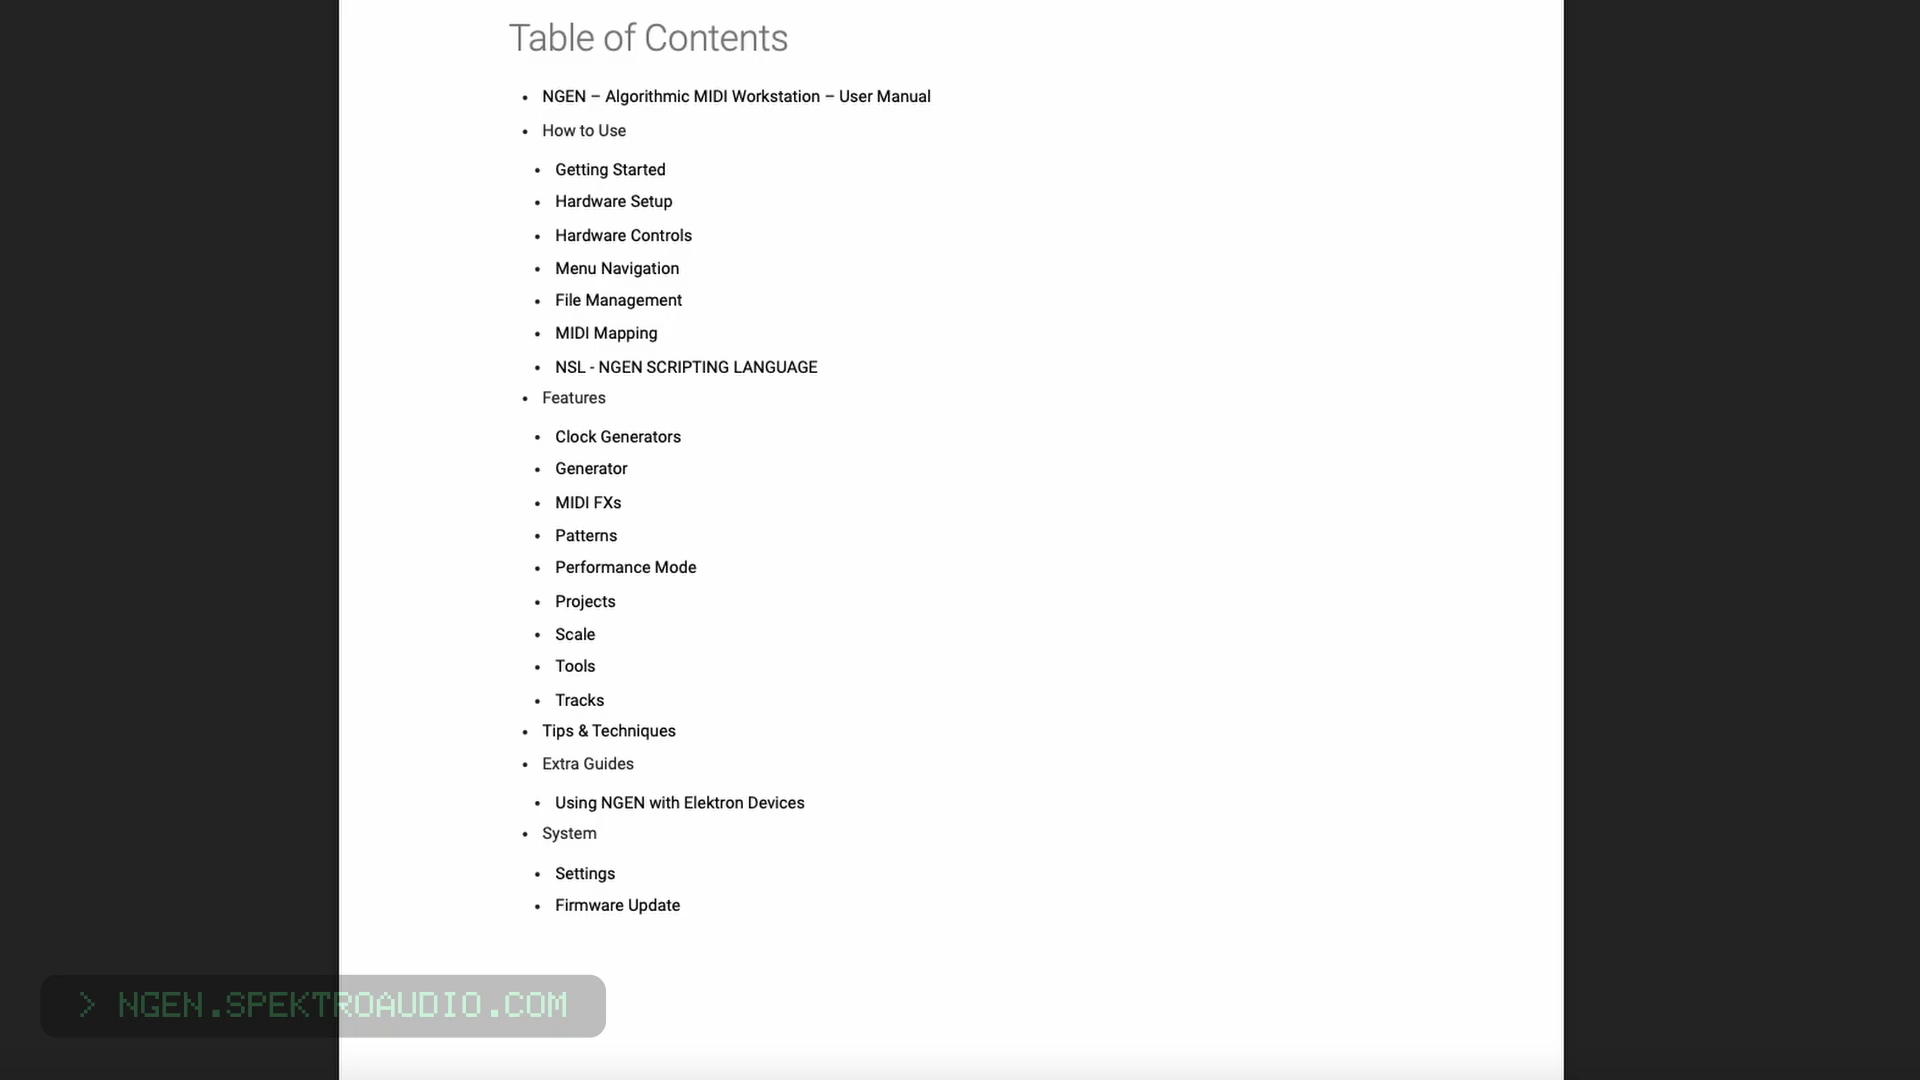 Table of Contents
• NGEN – Algorithmic MIDI Workstation – User Manual
• How to Use
• Getting Started
• Hardware Setup
• Hardware Controls
• Menu Navigation
• File Management
• MIDI Mapping
• NSL - NGEN SCRIPTING LANGUAGE
• Features
• Clock Generators
• Generator
• MIDI FXs
• Patterns
• Performance Mode
• Projects
• Scale
• Tools
• Tracks
• Tips & Techniques
• Extra Guides
• Using NGEN with Elektron Devices
• System
• Settings
• Firmware Update
> NGEN.SPEKTROAUDIO.COM